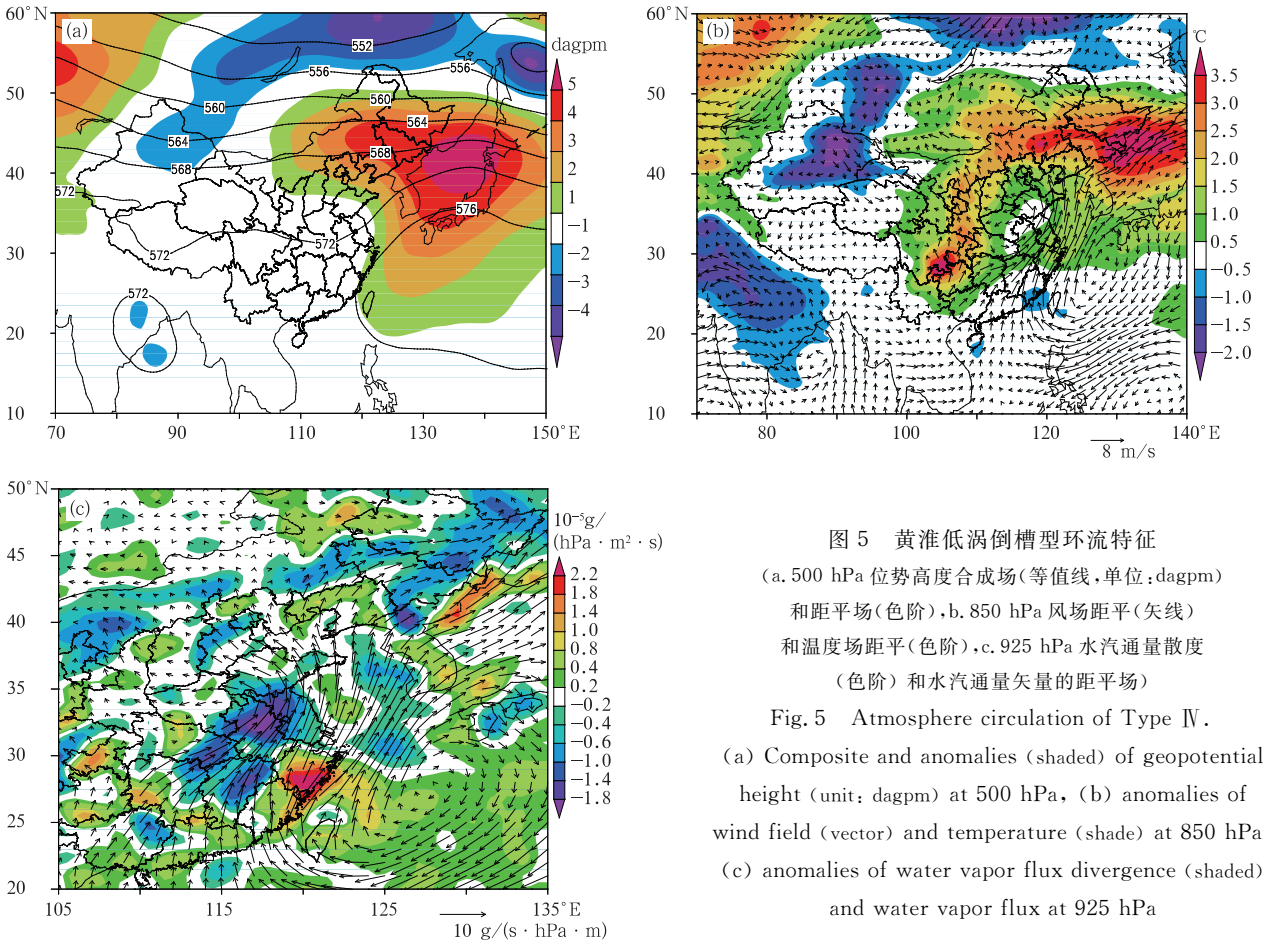 (a)
60°N
50
40
30
20
10
70
90
110
130
150°E
552
556
556
560
560
564
564
568
568
572
572
572
572
576
dagpm
5
4
3
2
1
−1
−2
−3
−4
(b)
60°N
50
40
30
20
10
80
100
120
140°E
8 m/s
℃
3.5
3.0
2.5
2.0
1.5
1.0
0.5
−0.5
−1.0
−1.5
−2.0
(c)
50°N
45
40
35
30
25
20
105
115
125
135°E
10 g/(s · hPa · m)
10⁻⁵g/
(hPa · m² · s)
2.2
1.8
1.4
1.0
0.8
0.4
0.2
−0.2
−0.4
−0.6
−1.0
−1.4
−1.8
图 5 黄淮低涡倒槽型环流特征
(a. 500 hPa 位势高度合成场(等值线,单位:dagpm)
和距平场(色阶),b. 850 hPa 风场距平(矢线)
和温度场距平(色阶),c. 925 hPa 水汽通量散度
(色阶) 和水汽通量矢量的距平场)
Fig. 5 Atmosphere circulation of Type Ⅳ.
(a) Composite and anomalies (shaded) of geopotential
height (unit: dagpm) at 500 hPa, (b) anomalies of
wind field (vector) and temperature (shade) at 850 hPa
(c) anomalies of water vapor flux divergence (shaded)
and water vapor flux at 925 hPa